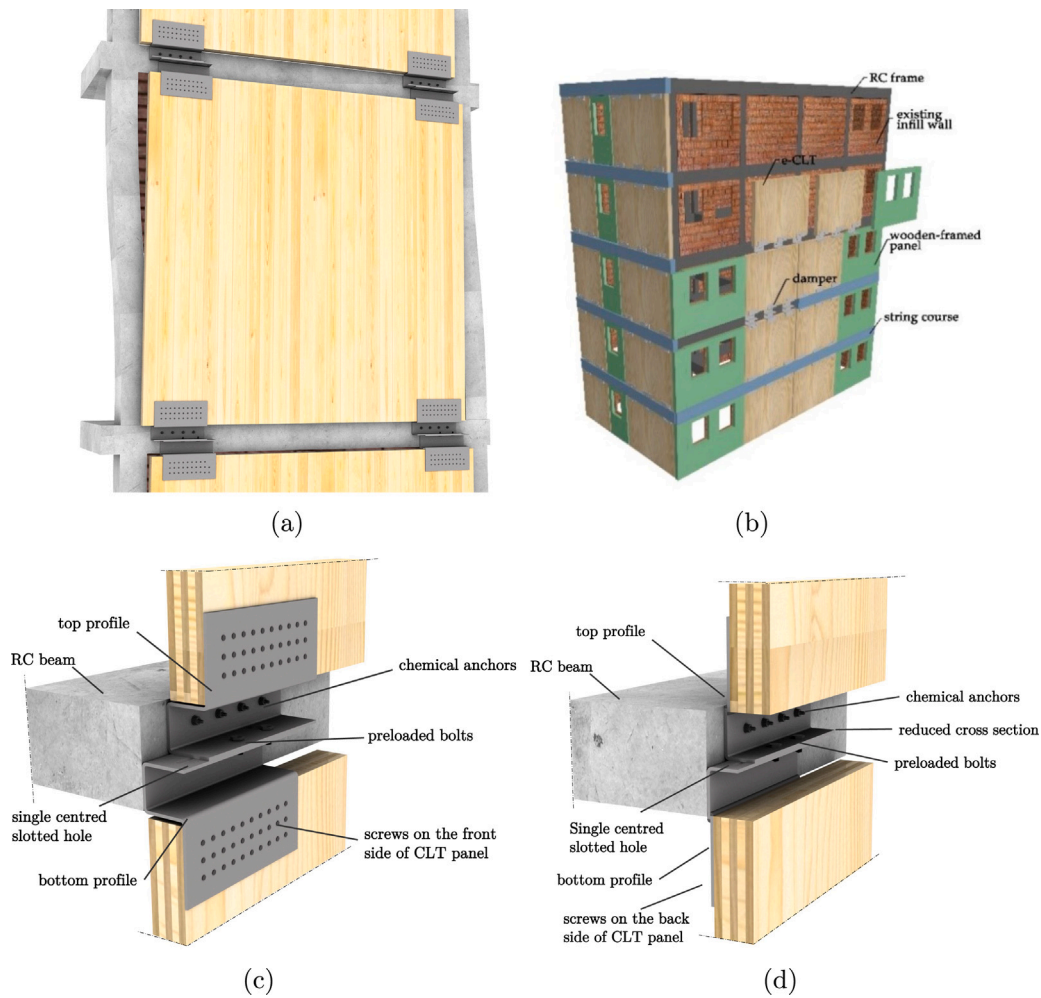 RC frame
existing
infill wall
e-CLT
wooden-framed
panel
damper
string course
(a)
(b)
top profile
RC beam
chemical anchors
preloaded bolts
single centred
slotted hole
screws on the front
side of CLT panel
bottom profile
(c)
top profile
RC beam
chemical anchors
reduced cross section
preloaded bolts
Single centred
slotted hole
bottom profile
screws on the back
side of CLT panel
(d)